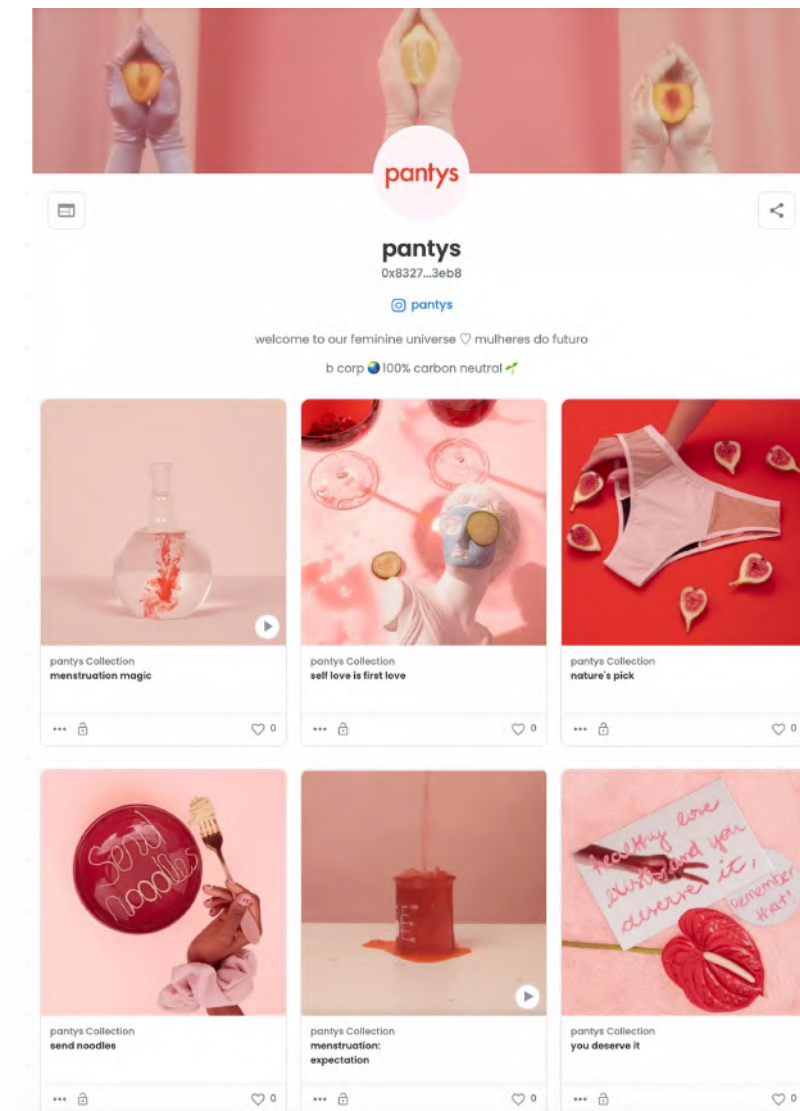 pantys
pantys
0x8327...3eb8
pantys
welcome to our feminine universe ♡ mulheres do futuro
b corp 🌏100% carbon neutral 🌱
pantys Collection
menstruation magic
0
pantys Collection
self love is first love
0
pantys Collection
nature's pick
0
Send
noodles
pantys Collection
send noodles
0
pantys Collection
menstruation:
expectation
0
healthy love
exists and you
deserve it,
remember
that!
pantys Collection
you deserve it
0